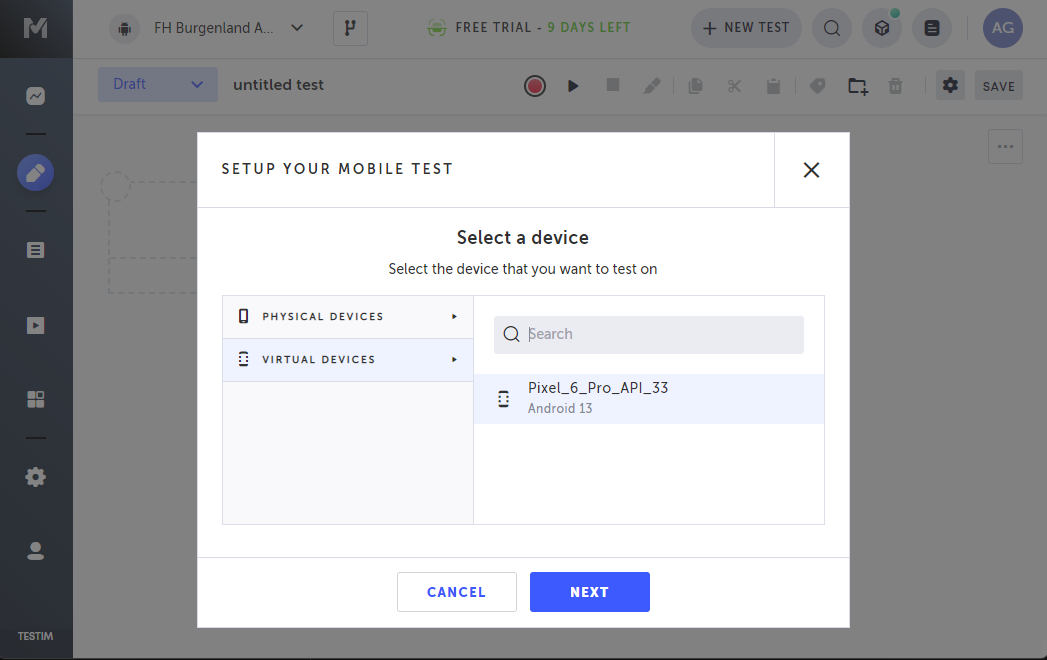 FH Burgenland A...
FREE TRIAL - 9 DAYS LEFT
NEW TEST
AG
Draft
untitled test
SAVE
SETUP YOUR MOBILE TEST
Select a device
Select the device that you want to test on
PHYSICAL DEVICES
VIRTUAL DEVICES
Search
Pixel_6_Pro_API_33
Android 13
CANCEL
NEXT
TESTIM